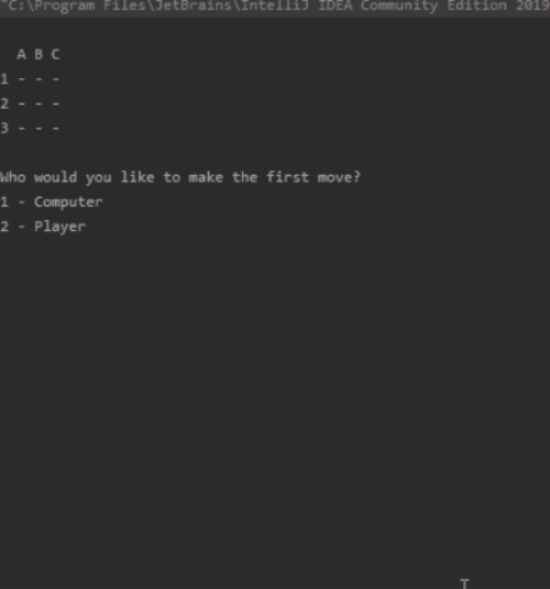 "C:\Program Files\JetBrains\IntelliJ IDEA Community Edition 2019
A B C
1 - - -
2 - - -
3 - - -
Who would you like to make the first move?
1 - Computer
2 - Player